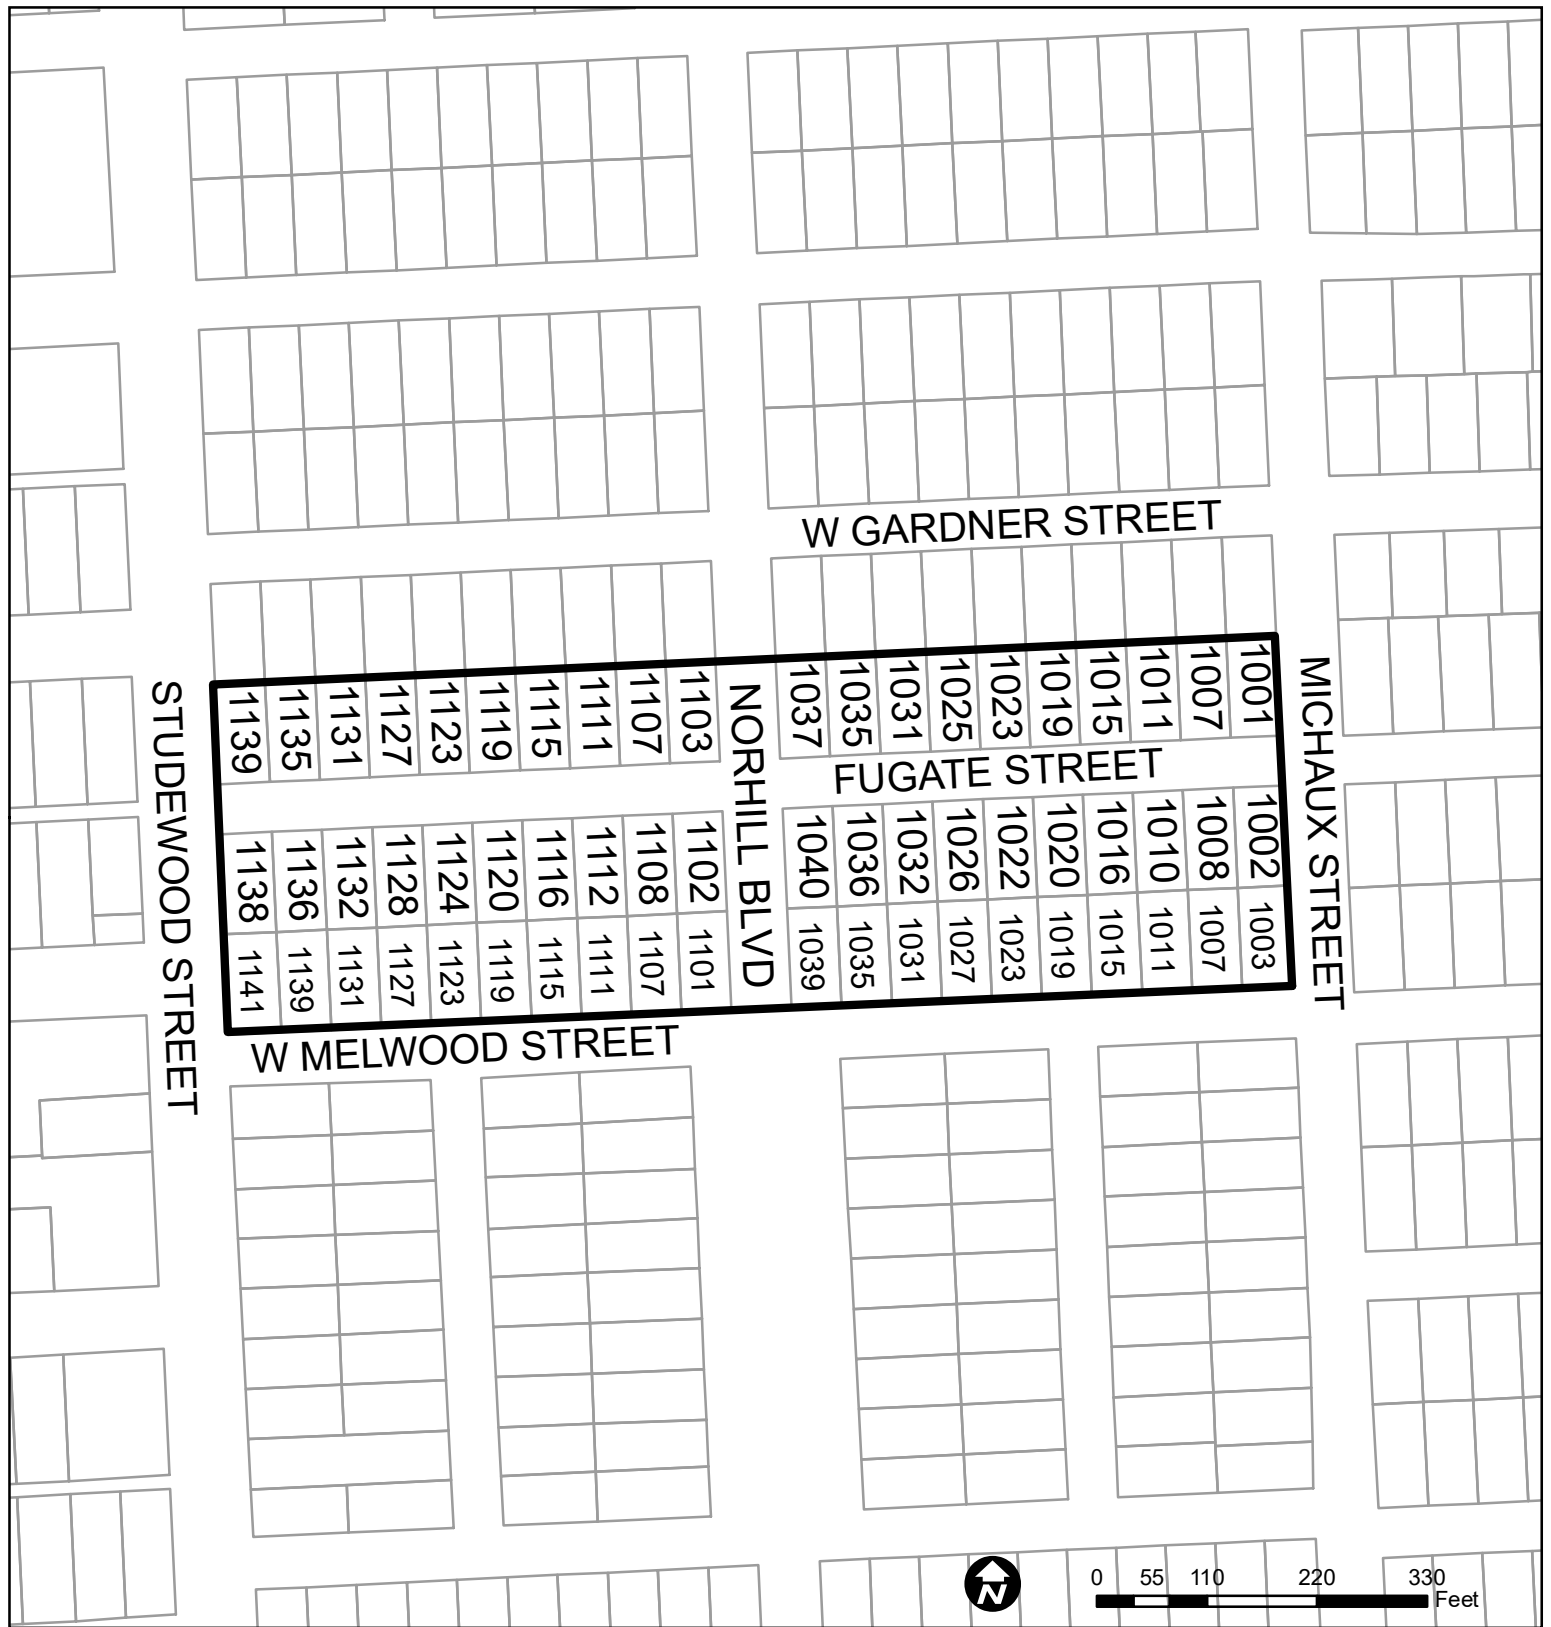 W GARDNER STREET
1139 1135 1131 1127 1123 1119 1115 1111 1107 1103
1037 1035 1031 1025 1023 1019 1015 1011 1007 1001
STUDEWOOD STREET
NORHILL BLVD
MICHAUX STREET
FUGATE STREET
1138 1136 1132 1128 1124 1120 1116 1112 1108 1102
1040 1036 1032 1026 1022 1020 1016 1010 1008 1002
1141 1139 1131 1127 1123 1119 1115 1111 1107 1101
1039 1035 1031 1027 1023 1019 1015 1011 1007 1003
W MELWOOD STREET
N
0 55 110 220 330
Feet